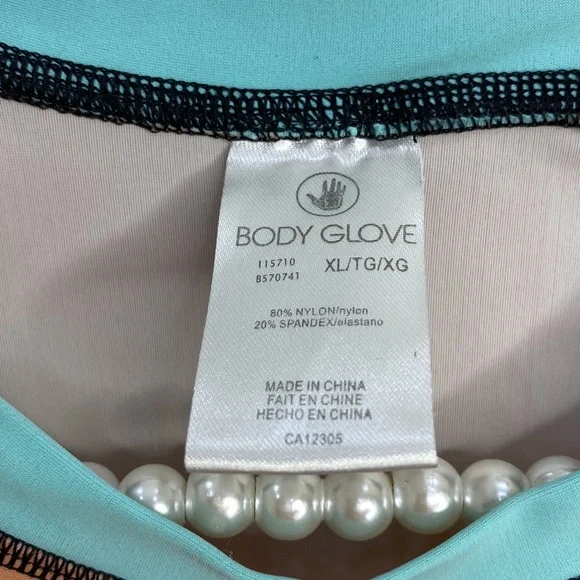 BODY GLOVE
115710 XL/TG/XG
B570741
80% NYLON/nylon
20% SPANDEX/elastano
MADE IN CHINA
FAIT EN CHINE
HECHO EN CHINA
CA12305